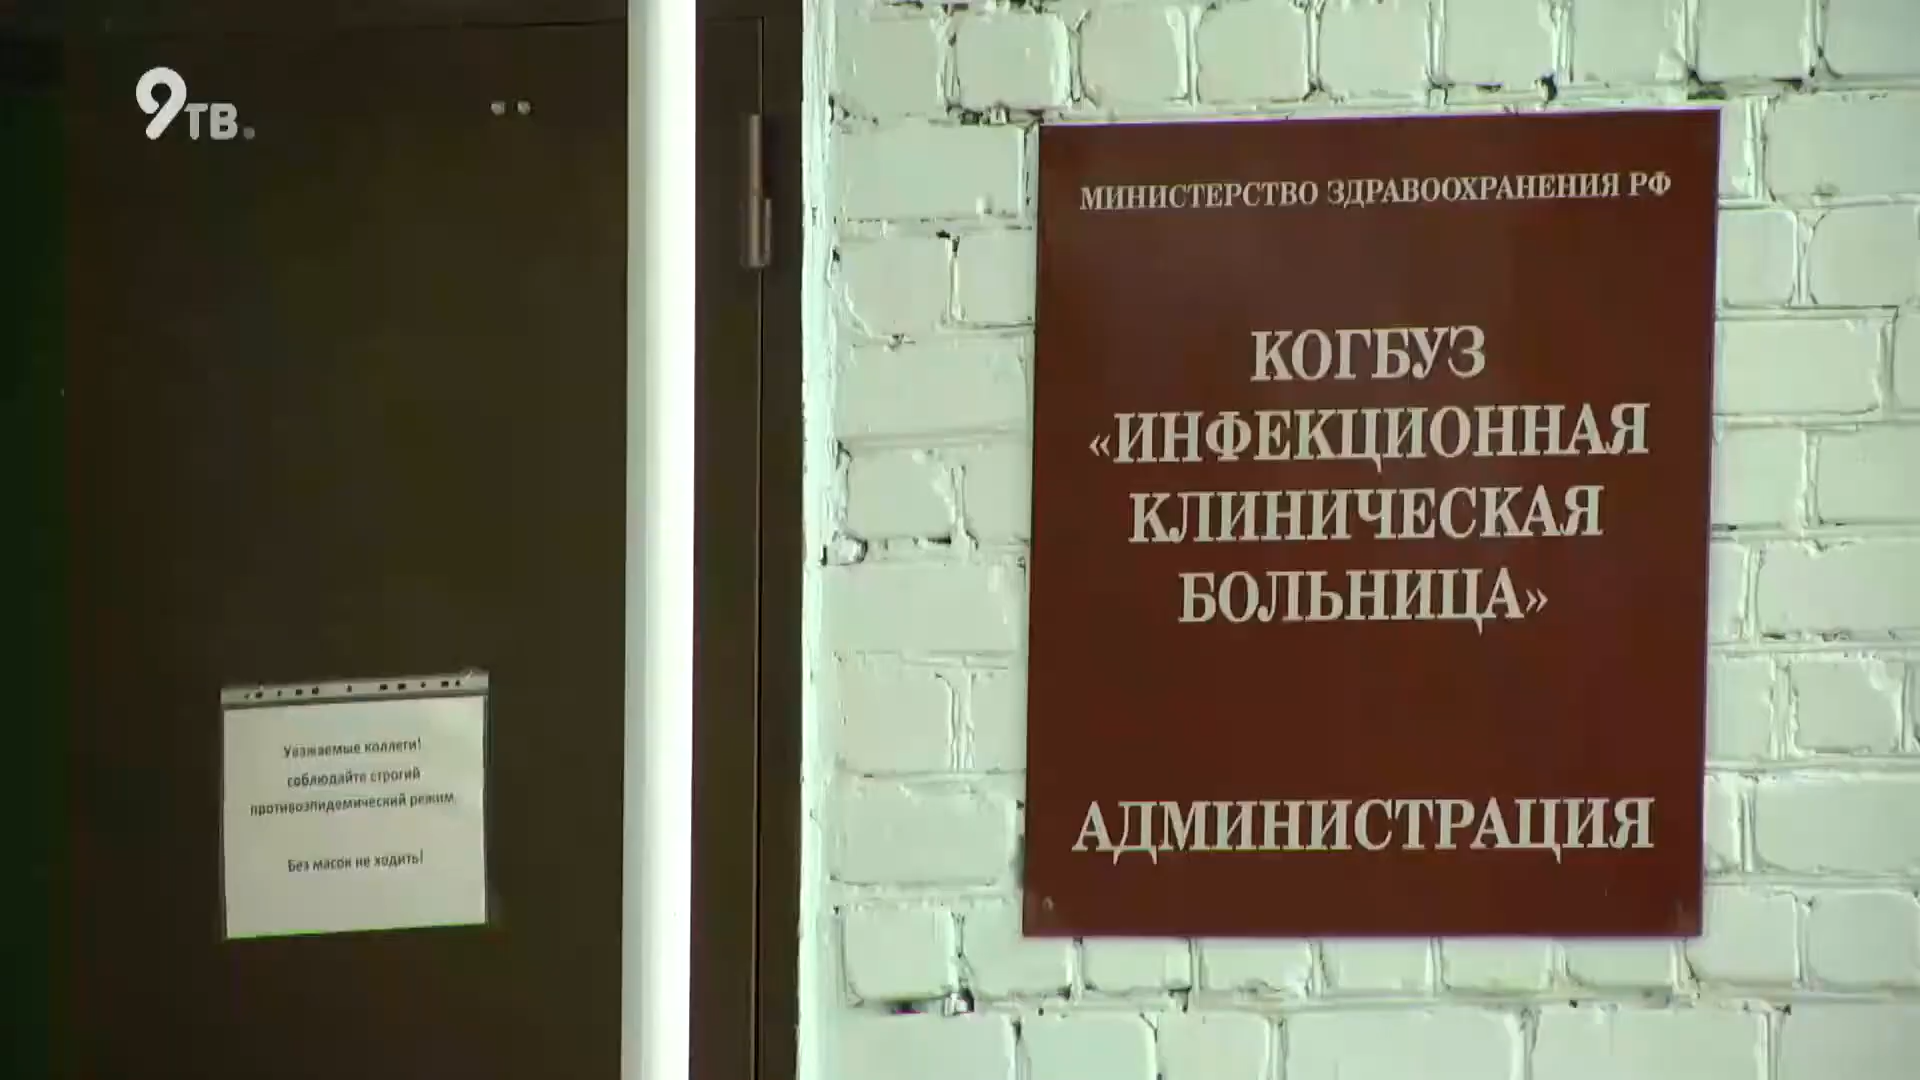 9ТВ.
МИНИСТЕРСТВО ЗДРАВООХРАНЕНИЯ РФ
КОГБУЗ
«ИНФЕКЦИОННАЯ
КЛИНИЧЕСКАЯ
БОЛЬНИЦА»
АДМИНИСТРАЦИЯ
Уважаемые коллеги!
соблюдайте строгий
противоэпидемический режим.
Без масок не ходить!